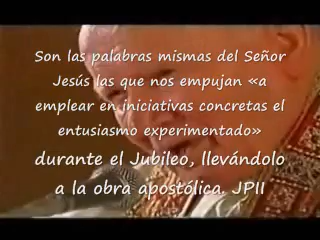 Son las palabras mismas del Señor
Jesús las que nos empujan «a
emplear en iniciativas concretas el
entusiasmo experimentado»
durante el Jubileo, llevándolo
a la obra apostólica. JPII